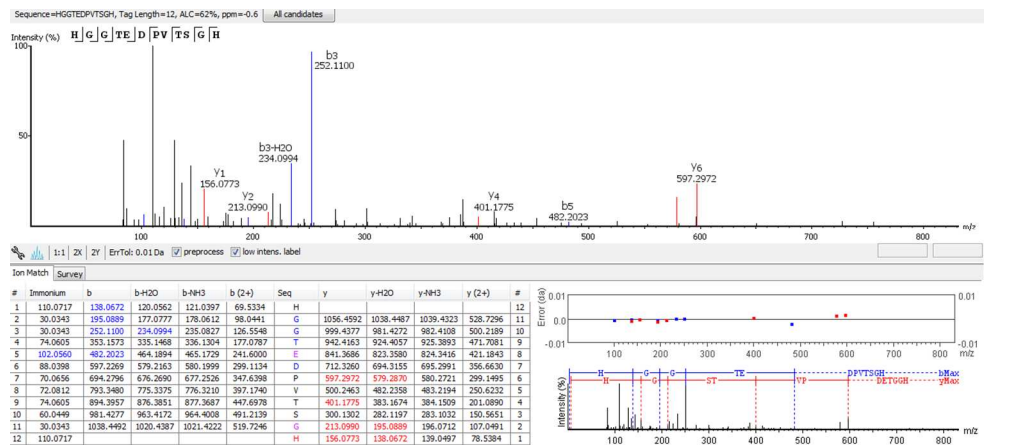 Sequence=HGGTEDPVTSGH, Tag Length=12, ALC=62%, ppm=-0.6 All candidates
Intensity (%) H G G TE D PV TS G H
100
b3
252.1100
50
b3-H2O
234.0994
y1
156.0773
y2
213.0990
y4
401.1775
b5
482.2023
y6
597.2972
100 200 300 400 500 600 700 800 m/z
1:1 2X 2Y ErrTol: 0.01 Da preprocess low intens. label
Ion Match Survey
# Immonium b b-H2O b-NH3 b (2+) Seq y y-H2O y-NH3 y (2+) #
1 110.0717 138.0672 120.0562 121.0397 69.5334 H 12
2 30.0343 195.0889 177.0777 178.0612 98.0441 G 1056.4592 1038.4487 1039.4321 528.7296 11
3 30.0343 252.1100 234.0994 235.0827 126.5548 G 999.4377 981.4272 982.4108 500.2189 10
4 74.0605 353.1573 335.1468 336.1304 177.0787 T 942.4163 924.4057 925.3893 471.7081 9
5 102.0560 482.2023 464.1894 465.1729 241.6000 E 841.3686 823.3580 824.3416 421.1843 8
6 88.0398 597.2269 579.2163 580.1999 299.1134 D 712.3260 694.3155 695.2991 356.6630 7
7 70.0656 694.2796 676.2690 677.2526 347.6398 P 597.2972 579.2870 580.2721 299.1495 6
8 72.0812 793.3480 775.3375 776.3210 397.1740 V 500.2463 482.2358 483.2194 250.6232 5
9 74.0605 894.3957 876.3851 877.3687 447.6978 T 401.1775 383.1674 384.1509 201.0890 4
10 60.0449 981.4277 963.4172 964.4008 491.2139 S 300.1302 282.1197 283.1032 150.5651 3
11 30.0343 1038.4492 1020.4387 1021.4222 519.7246 G 213.0990 195.0889 196.0712 107.0491 2
12 110.0717 H 156.0773 138.0672 139.0497 78.5384 1
Error (da)
0.01 0.01
0.0
-0.01 -0.01
100 200 300 400 500 600 700 800 m/z
H G G TE DPVTSGH bMax
H G ST VP DETGGH yMax
Intensity (%)
100 200 300 400 500 600 700 800 m/z